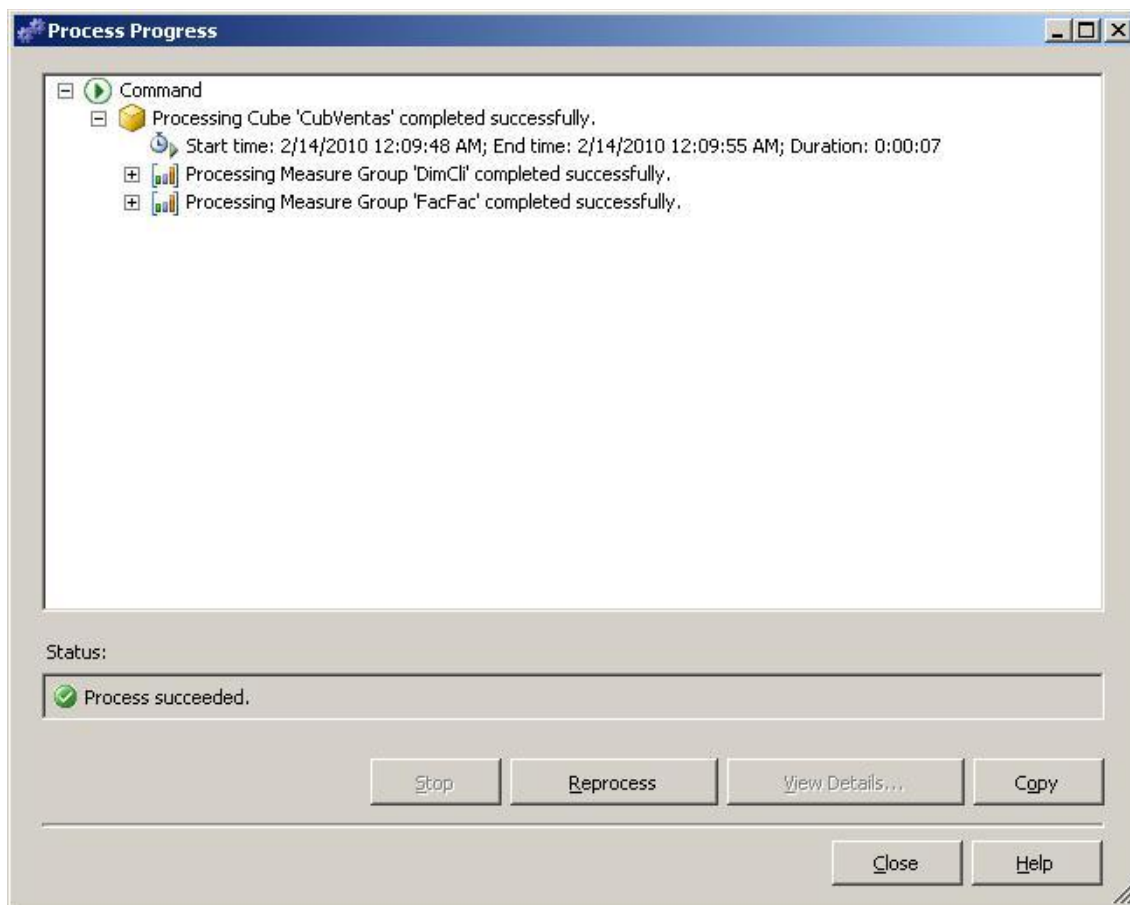 Process Progress
Command
Processing Cube 'CubVentas' completed successfully.
Start time: 2/14/2010 12:09:48 AM; End time: 2/14/2010 12:09:55 AM; Duration: 0:00:07
Processing Measure Group 'DimCli' completed successfully.
Processing Measure Group 'FacFac' completed successfully.
Status:
Process succeeded.
Stop Reprocess View Details... Copy
Close Help